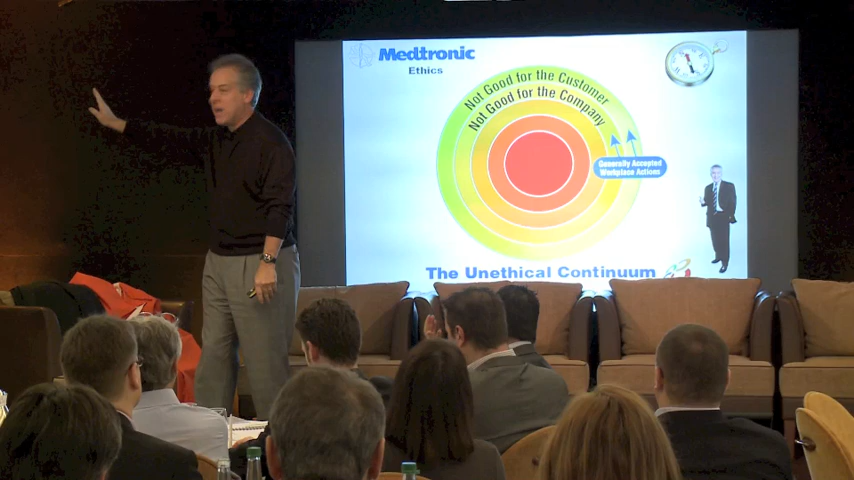 Medtronic
Ethics
Not Good for the Customer
Not Good for the Company
Generally Accepted
Workplace Actions
The Unethical Continuum